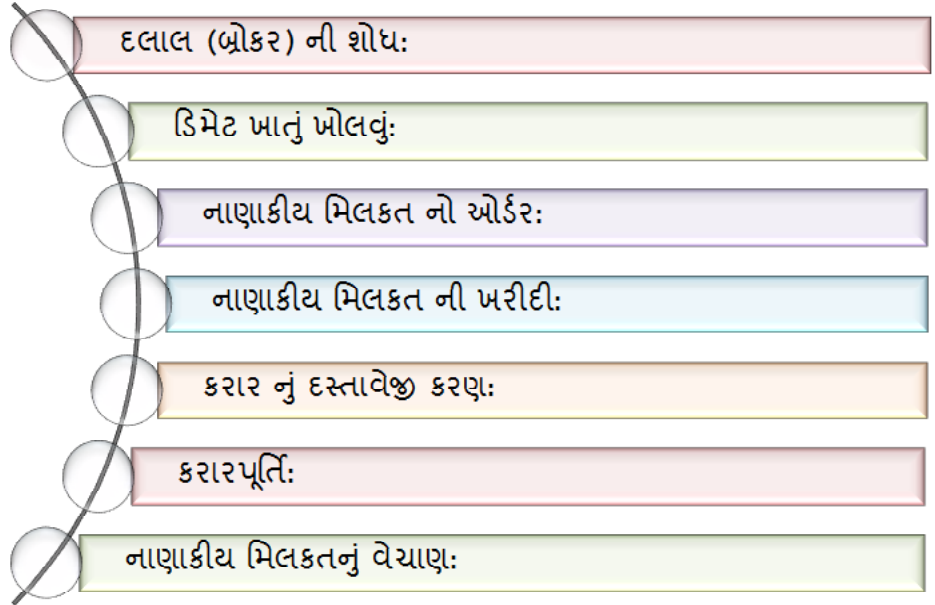 દલાલ (બ્રોકર) ની શોધ:
ડિમેટ ખાતું ખોલવું:
નાણાકીય મિલકત નો ઓર્ડર:
નાણાકીય મિલકત ની ખરીદી:
કરાર નું દસ્તાવેજી કરણ:
કરારપૂર્તિ:
નાણાકીય મિલકતનું વેચાણ: